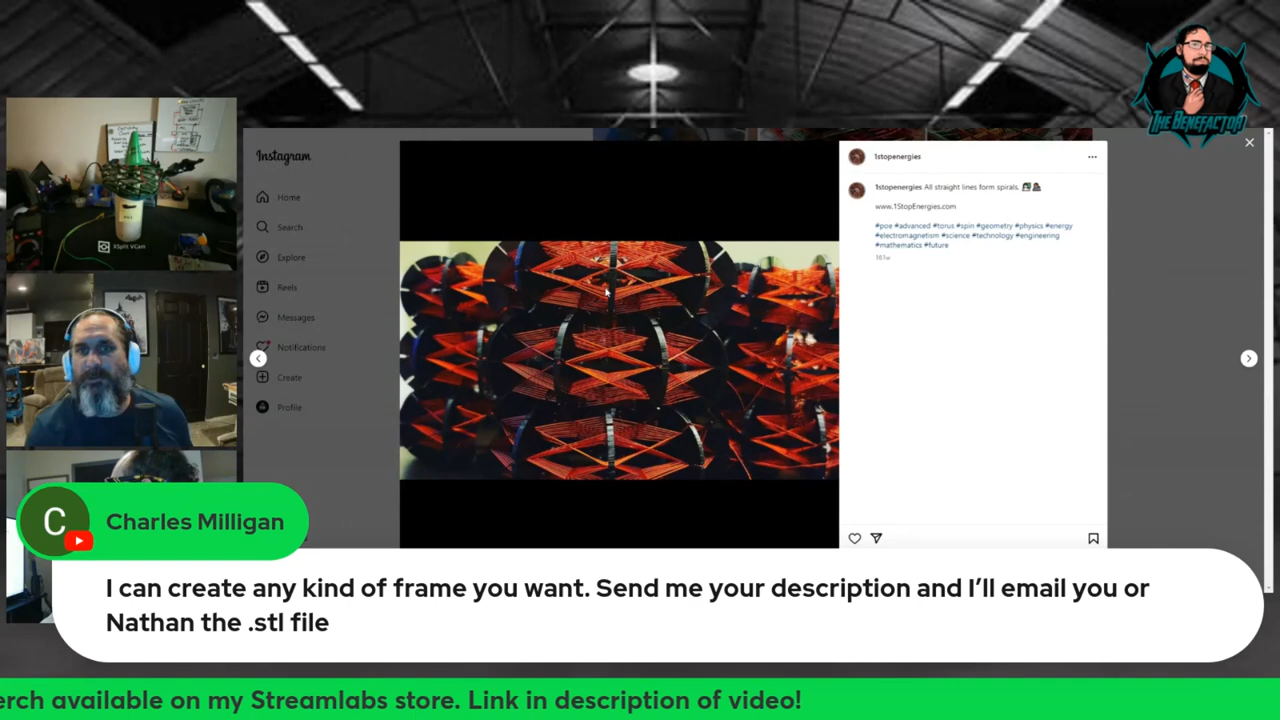 THE BENEFACTOR
XSplit VCam
Instagram
Home
Search
Explore
Reels
Messages
Notifications
Create
Profile
1stopenergies
1stopenergies All straight lines form spirals.
www.1StopEnergies.com
#poe #advanced #torus #spin #geometry #physics #energy
#electromagnetism #science #technology #engineering
#mathematics #future
161w
C
Charles Milligan
I can create any kind of frame you want. Send me your description and I’ll email you or
Nathan the .stl file
erch available on my Streamlabs store. Link in description of video!